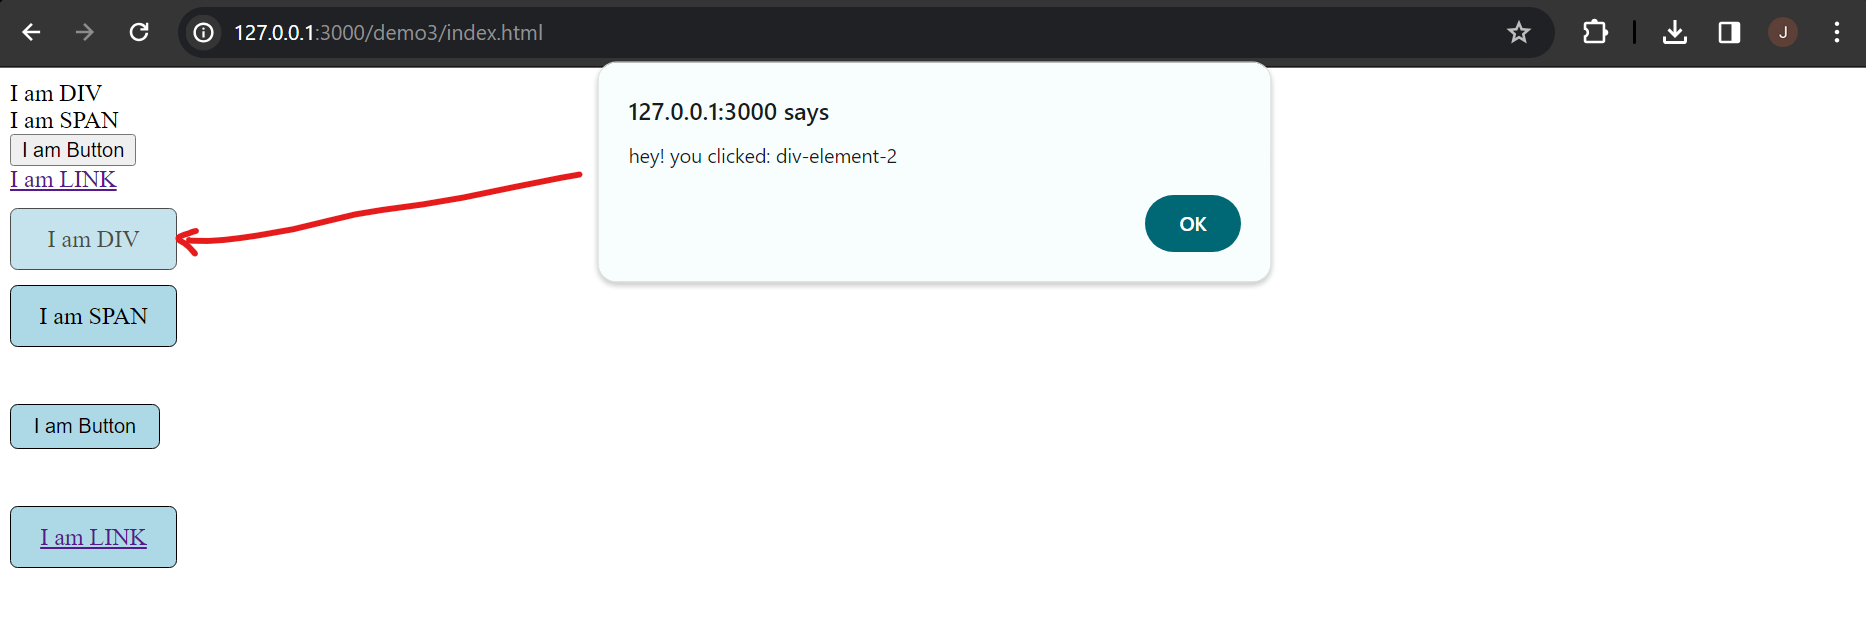 127.0.0.1:3000/demo3/index.html
J
I am DIV
I am SPAN
I am Button
I am LINK
127.0.0.1:3000 says
hey! you clicked: div-element-2
OK
I am DIV
I am SPAN
I am Button
I am LINK